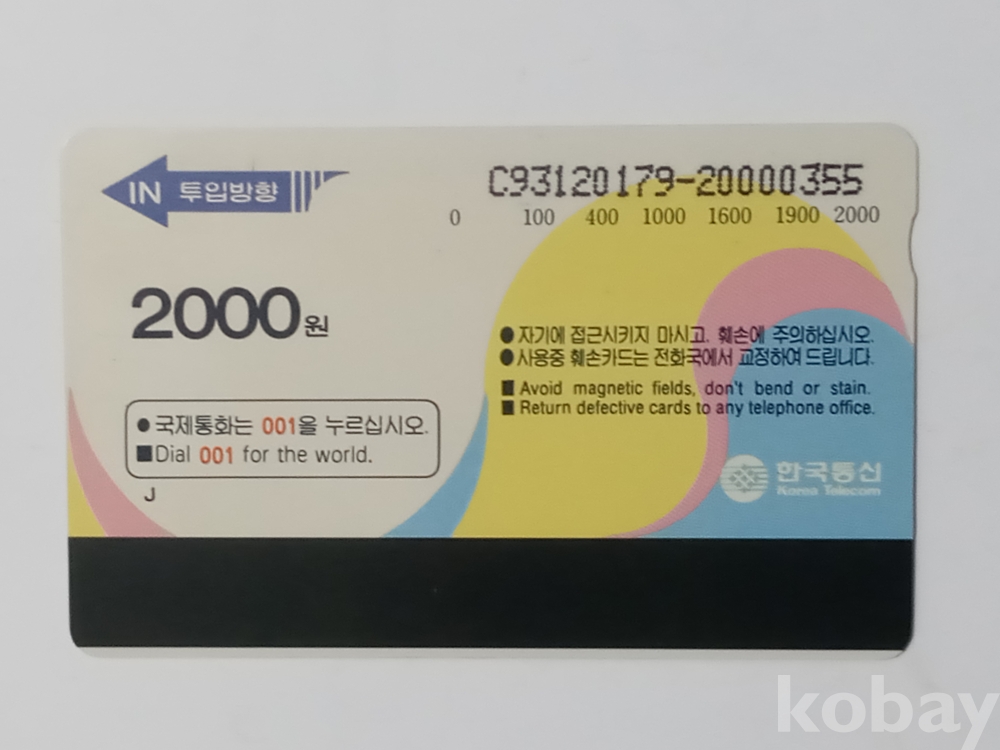 IN 투입방향
C93120179-20000355
0 100 400 1000 1600 1900 2000
2000원
●자기에 접근시키지 마시고, 훼손에 주의하십시오.
●사용중 훼손카드는 전화국에서 교정하여 드립니다.
■Avoid magnetic fields, don't bend or stain.
■Return defective cards to any telephone office.
●국제통화는 001을 누르십시오.
■Dial 001 for the world.
J
한국통신
Korea Telecom
kobay